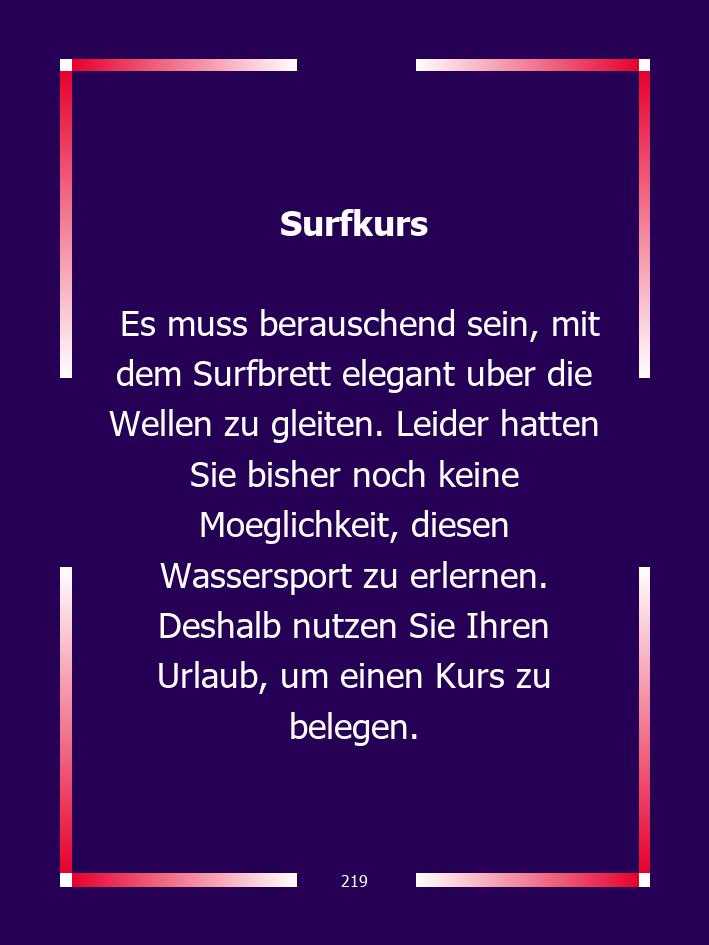 Surfkurs
Es muss berauschend sein, mit
dem Surfbrett elegant uber die
Wellen zu gleiten. Leider hatten
Sie bisher noch keine
Moeglichkeit, diesen
Wassersport zu erlernen.
Deshalb nutzen Sie Ihren
Urlaub, um einen Kurs zu
belegen.
219